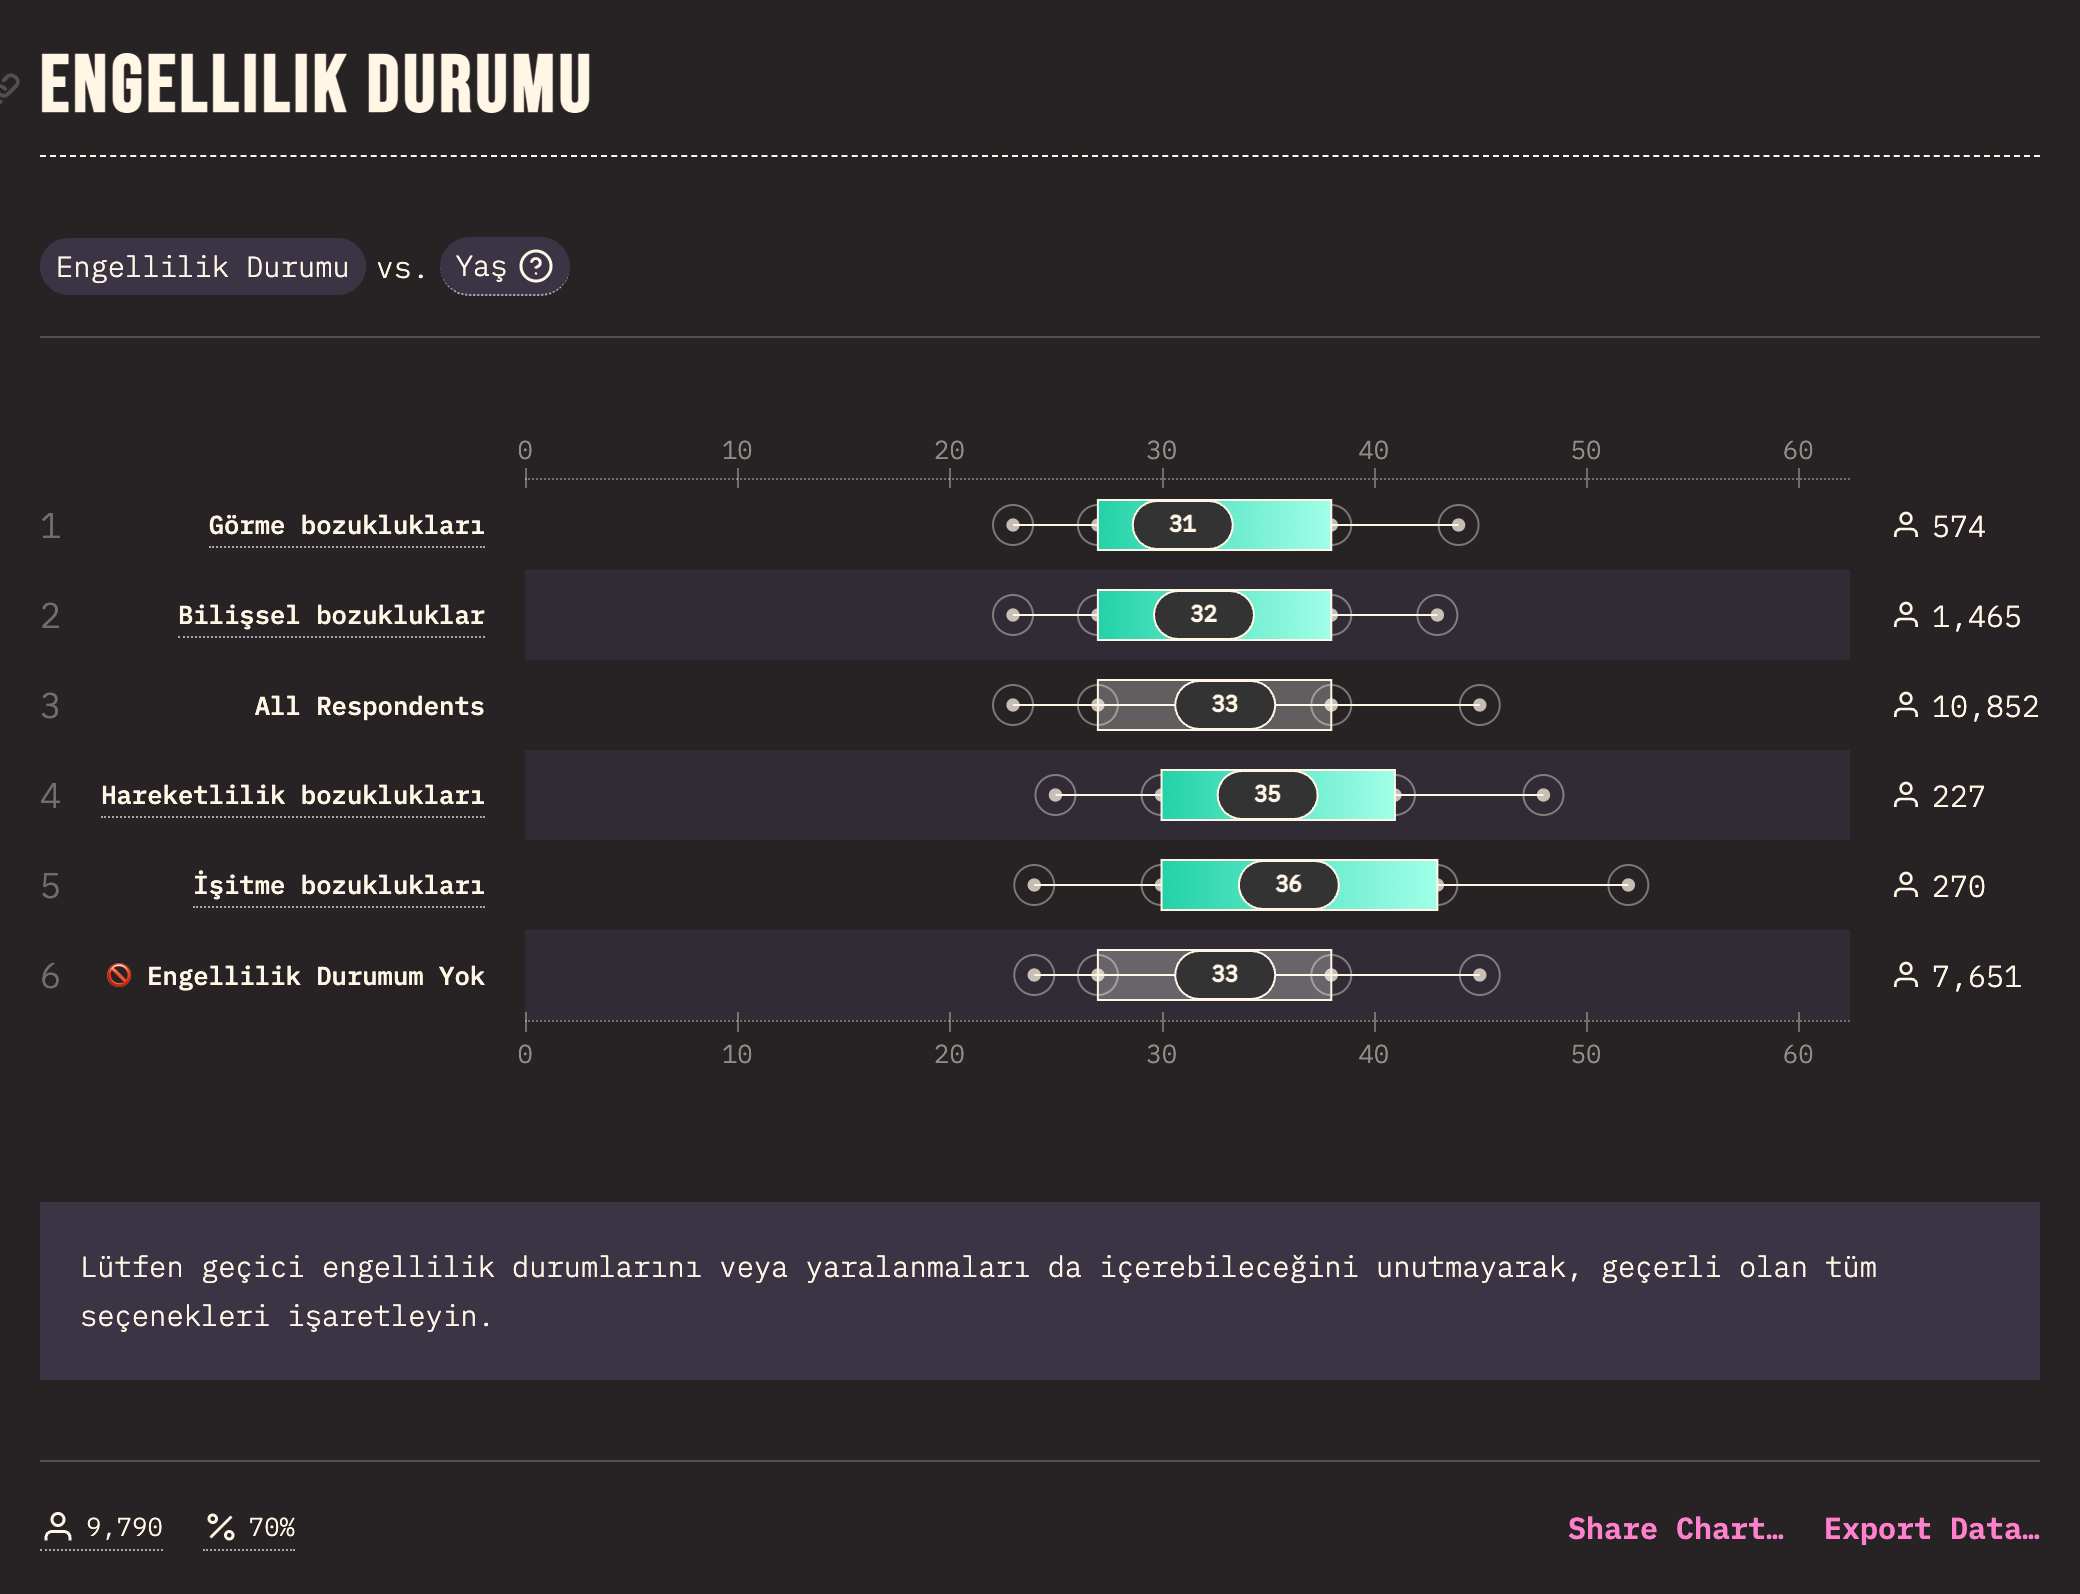 ENGELLILIK DURUMU
Engellilik Durumu vs. Yaş
0 10 20 30 40 50 60
1 Görme bozuklukları 31 574
2 Bilişsel bozukluklar 32 1,465
3 All Respondents 33 10,852
4 Hareketlilik bozuklukları 35 227
5 İşitme bozuklukları 36 270
6 Engellilik Durumum Yok 33 7,651
0 10 20 30 40 50 60
Lütfen geçici engellilik durumlarını veya yaralanmaları da içerebileceğini unutmayarak, geçerli olan tüm
seçenekleri işaretleyin.
9,790 70% Share Chart… Export Data…